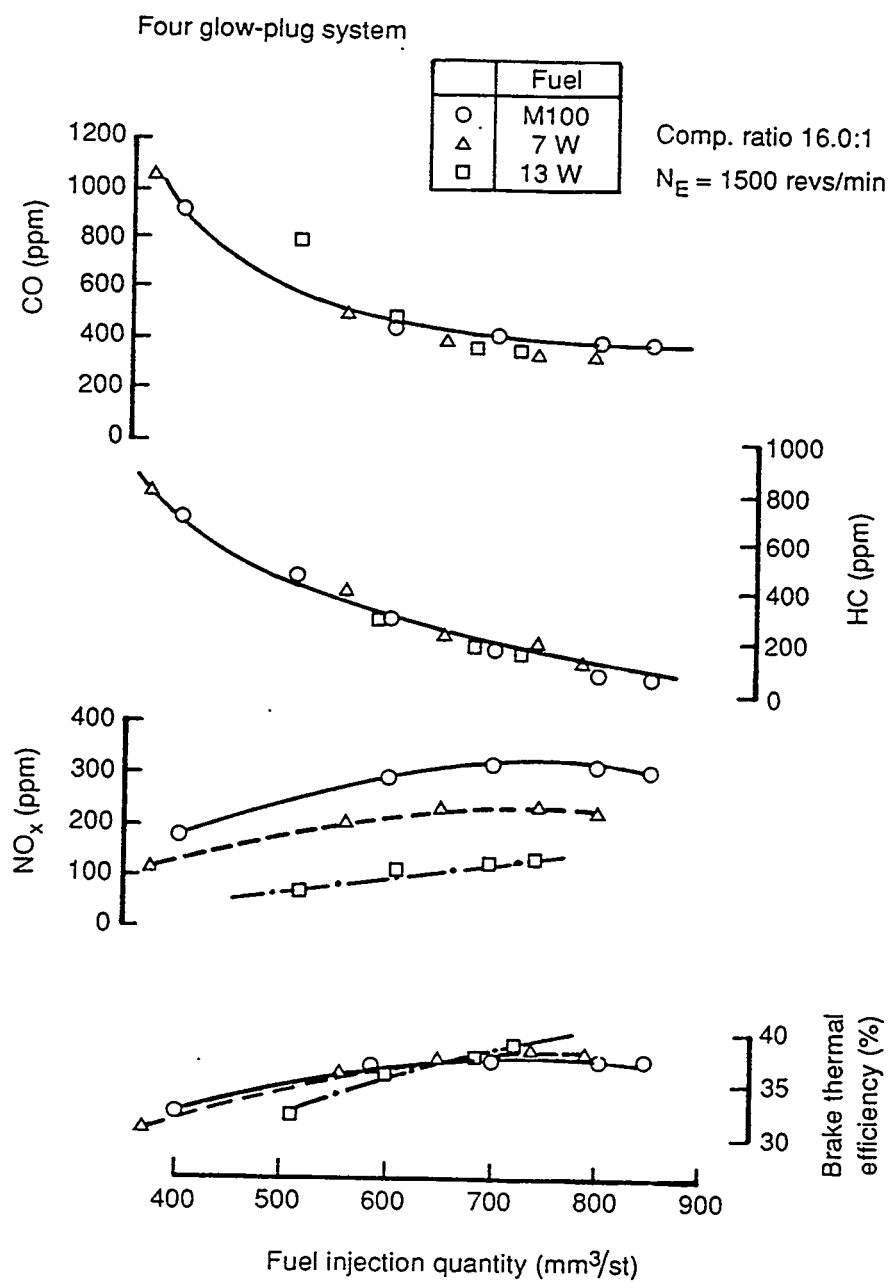 Four glow-plug system
Fuel
M100
7 W
13 W
Comp. ratio 16.0:1
N_E = 1500 revs/min
CO (ppm)
1200
1000
800
600
400
200
0
HC (ppm)
1000
800
600
400
200
0
NOₓ (ppm)
400
300
200
100
0
Brake thermal
efficiency (%)
40
35
30
400 500 600 700 800 900
Fuel injection quantity (mm³/st)